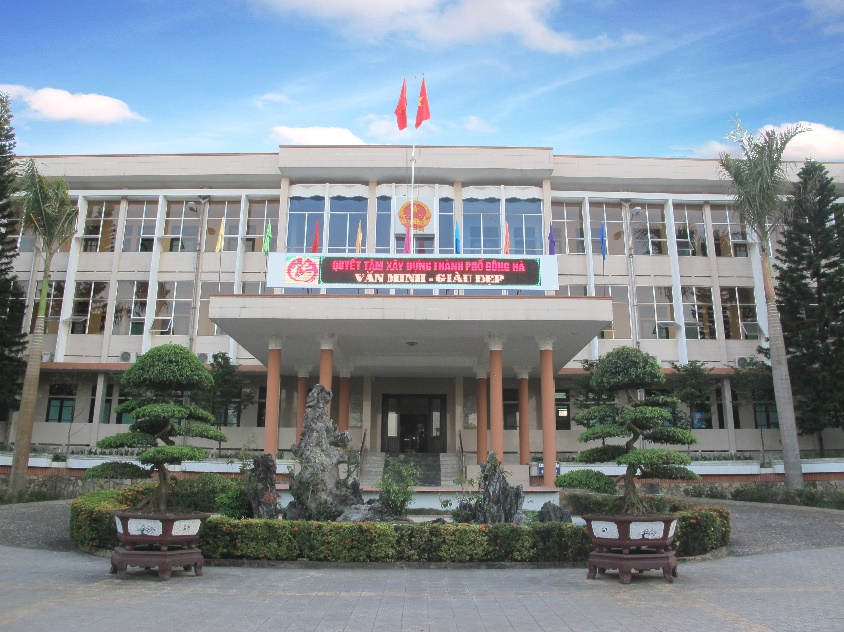 QUYẾT TÂM XÂY DỰNG THÀNH PHỐ ĐÔNG HÀ
VĂN MINH - GIÀU ĐẸP